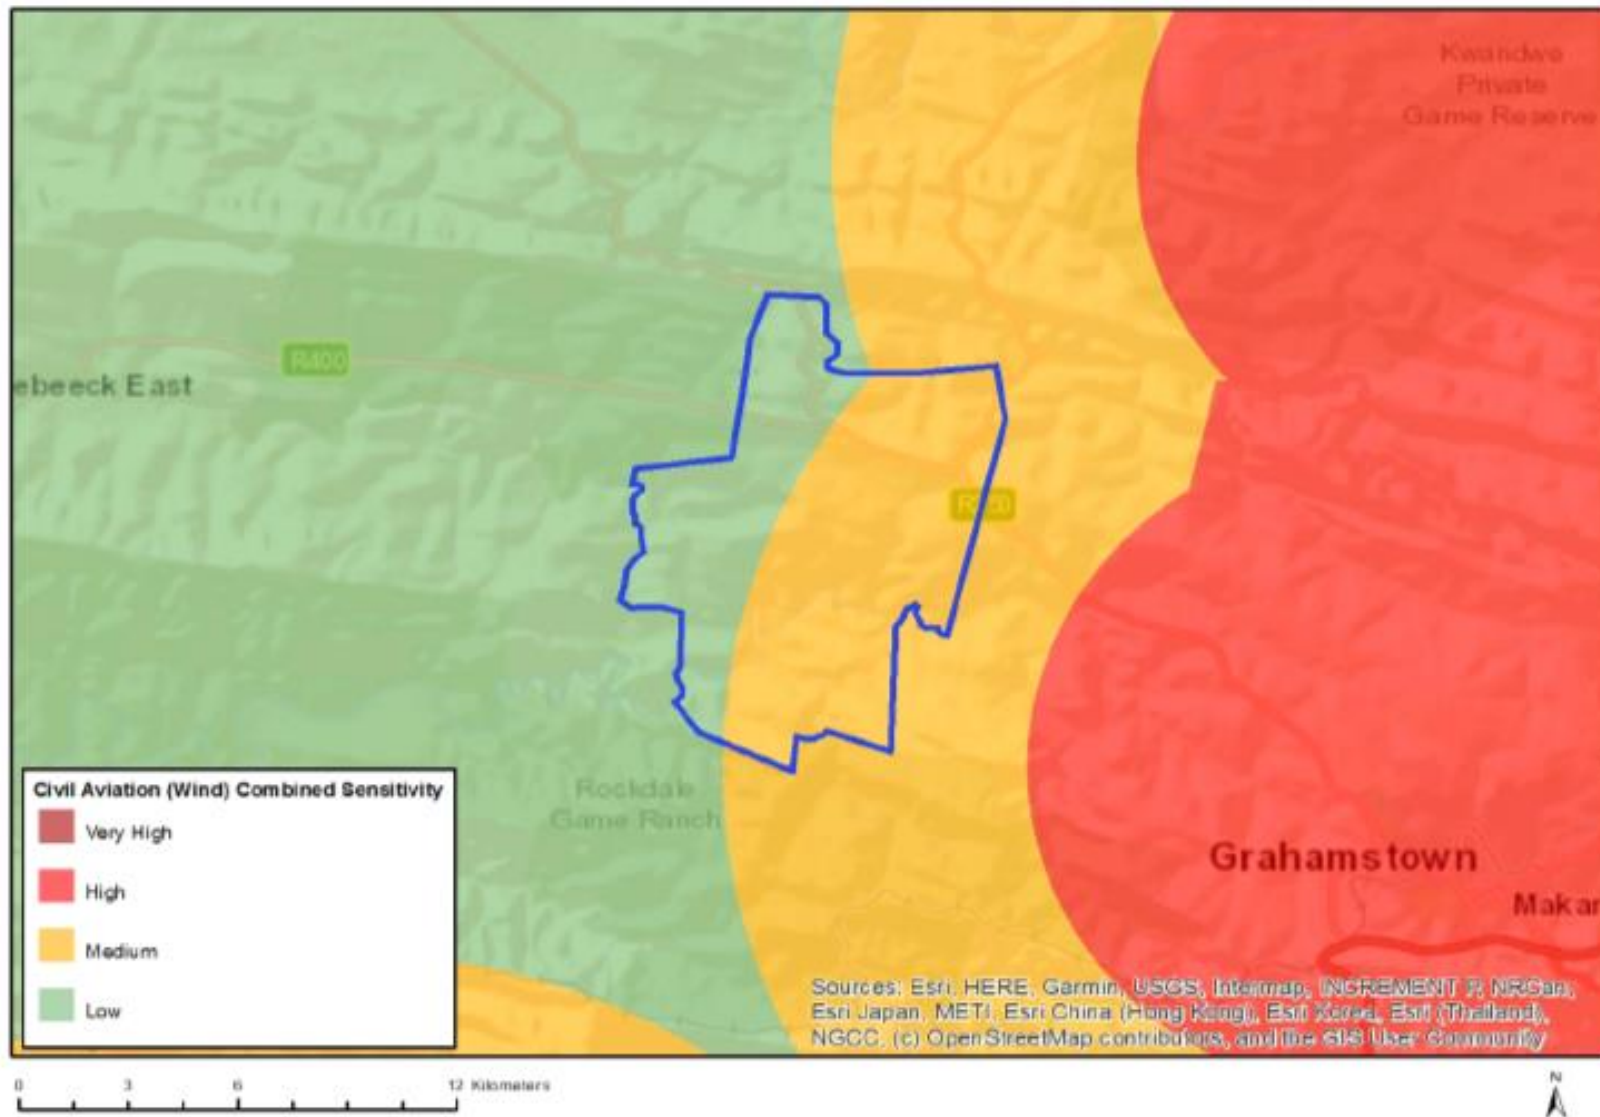 Kwandwe
Private
Game Reserve
R400
ebeeck East
Rockdale
Game Ranch
Grahamstown
Makan
Civil Aviation (Wind) Combined Sensitivity
Very High
High
Medium
Low
Sources: Esri, HERE, Garmin, USGS, Intermap, INCREMENT P, NRCan,
Esri Japan, METI, Esri China (Hong Kong), Esri Korea, Esri (Thailand),
NGCC, (c) OpenStreetMap contributors, and the GIS User Community
0 3 6 12 Kilometers
N